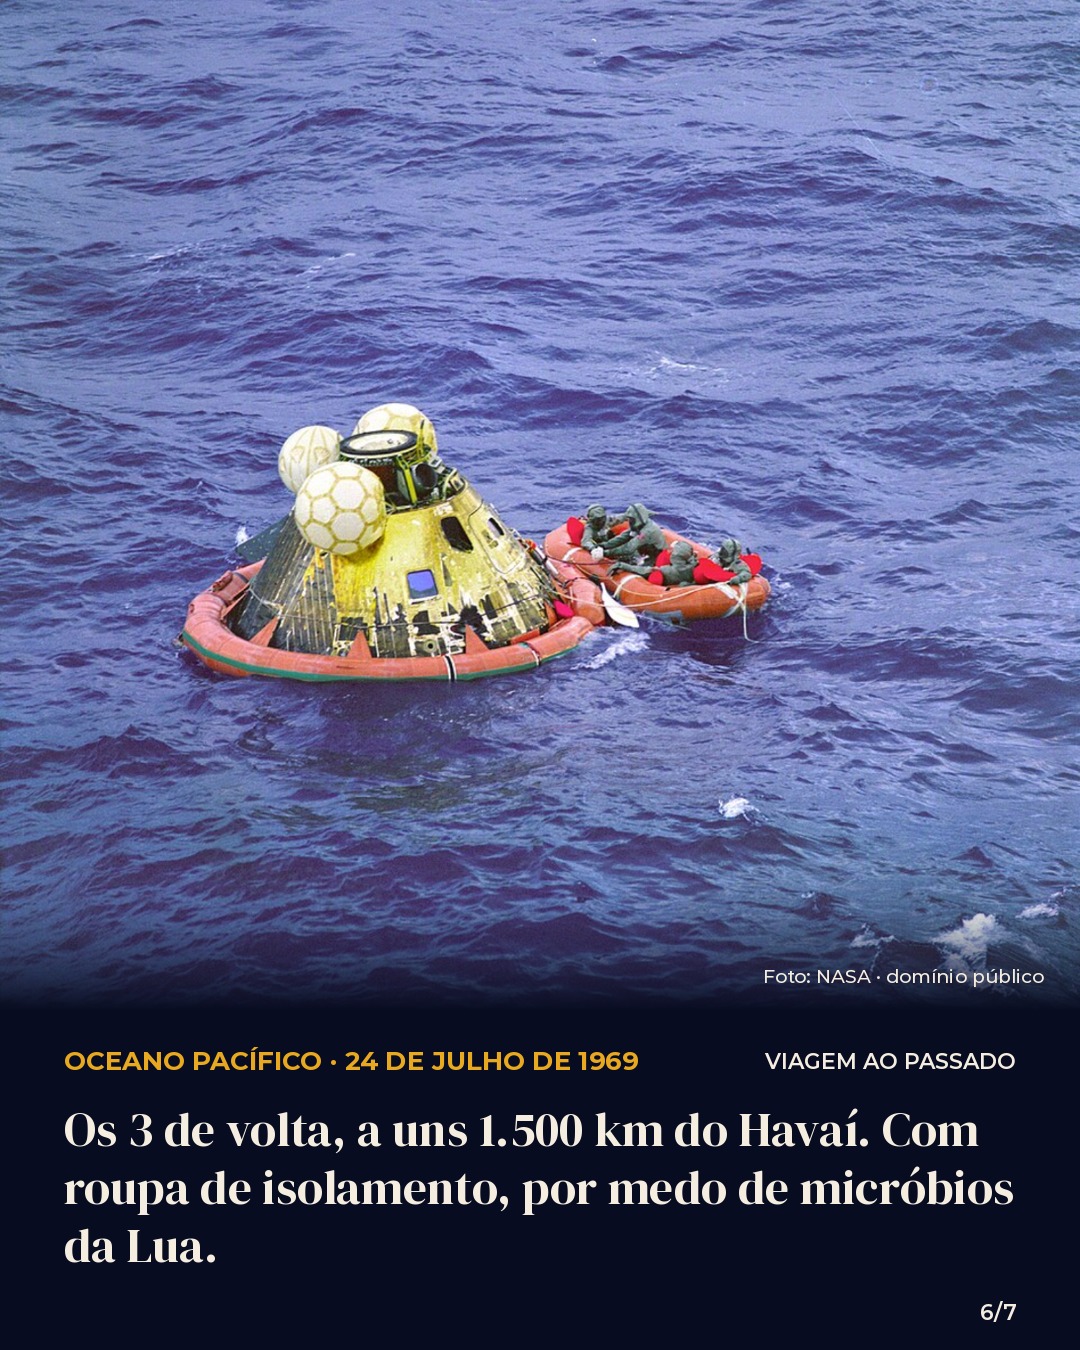 Foto: NASA · domínio público
OCEANO PACÍFICO · 24 DE JULHO DE 1969
VIAGEM AO PASSADO
Os 3 de volta, a uns 1.500 km do Havaí. Com
roupa de isolamento, por medo de micróbios
da Lua.
6/7